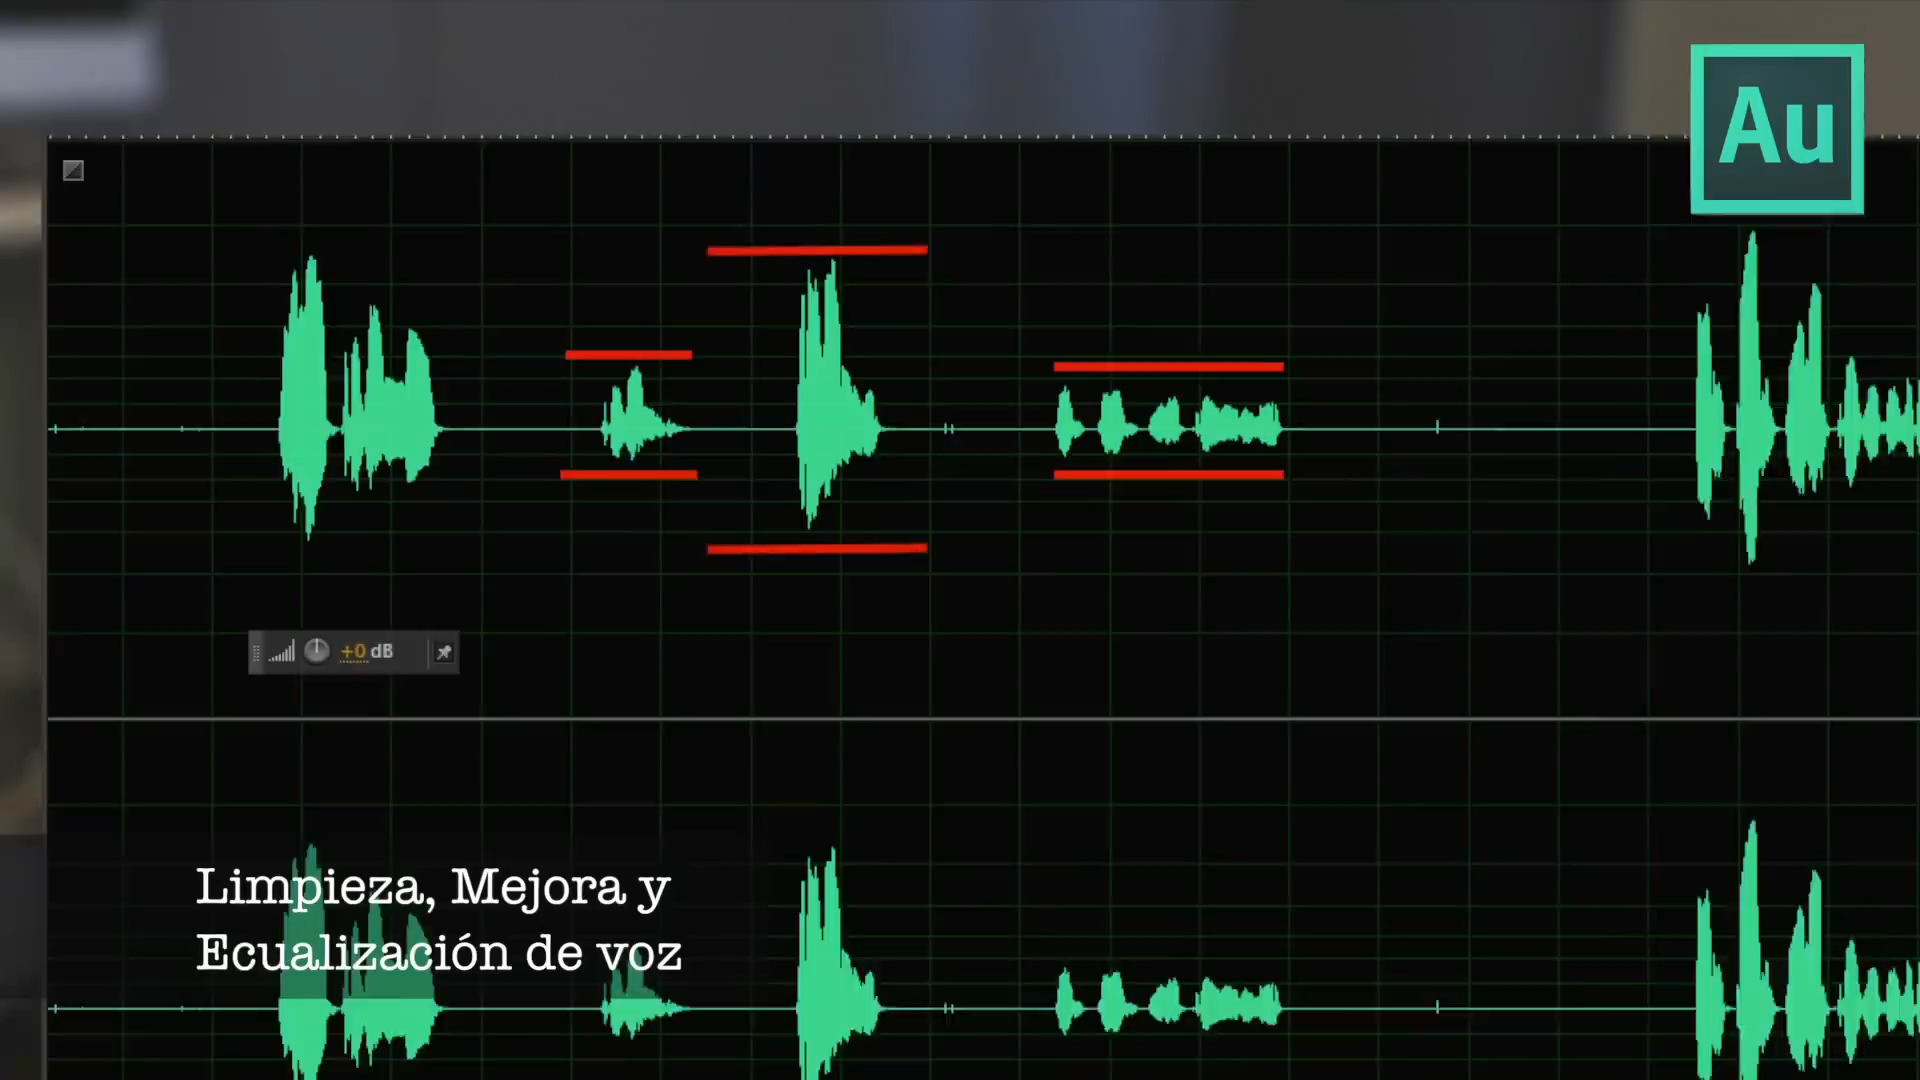 Au
+0 dB
Limpieza, Mejora y
Ecualización de voz